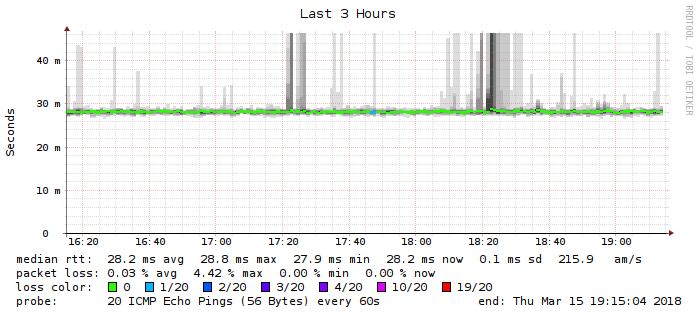 Last 3 Hours
RRDTOOL / TOBI OETIKER
Seconds
40 m
30 m
20 m
10 m
0
16:20 16:40 17:00 17:20 17:40 18:00 18:20 18:40 19:00
median rtt: 28.2 ms avg 28.8 ms max 27.9 ms min 28.2 ms now 0.1 ms sd 215.9 am/s
packet loss: 0.03 % avg 4.42 % max 0.00 % min 0.00 % now
loss color: 0 1/20 2/20 3/20 4/20 10/20 19/20
probe: 20 ICMP Echo Pings (56 Bytes) every 60s end: Thu Mar 15 19:15:04 2018